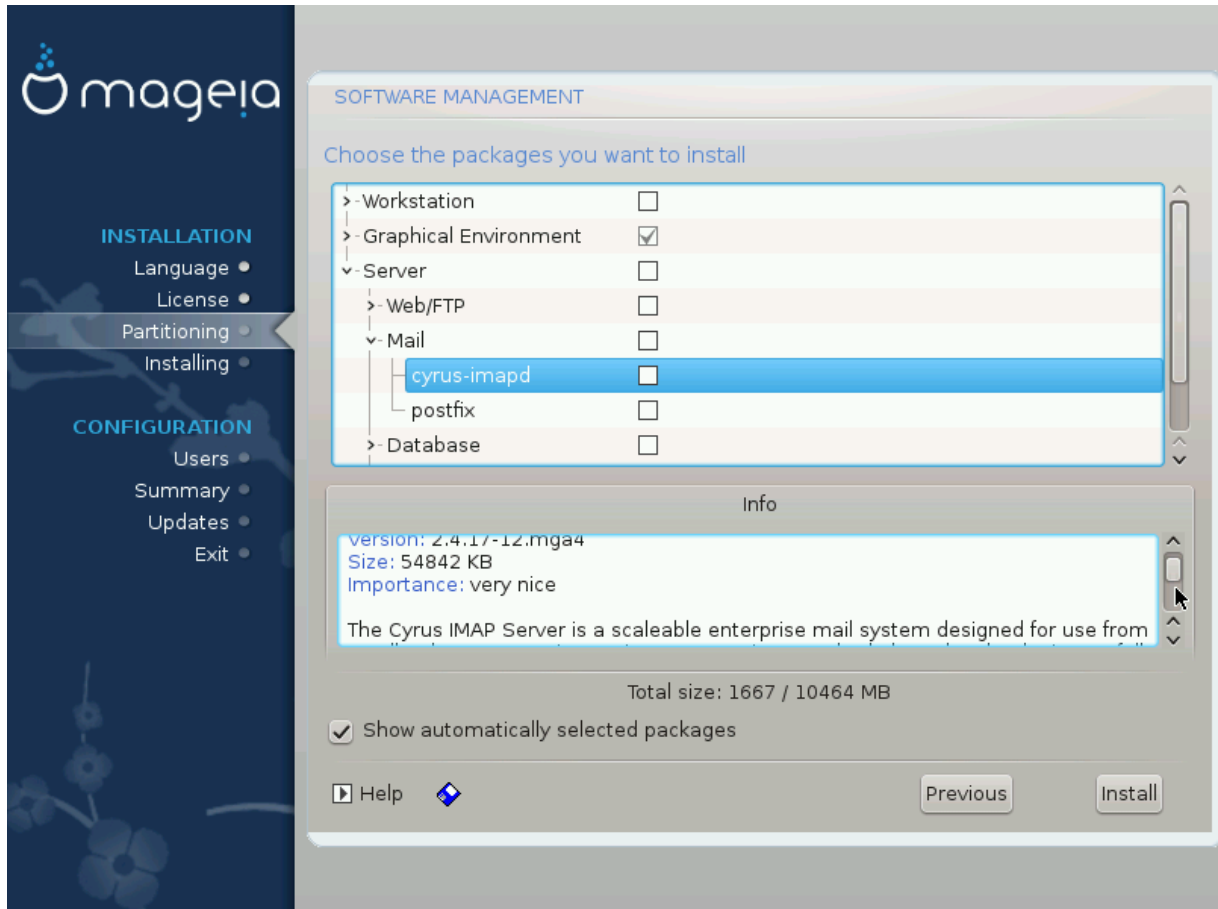 mageia
INSTALLATION
Language
License
Partitioning
Installing
CONFIGURATION
Users
Summary
Updates
Exit
SOFTWARE MANAGEMENT
Choose the packages you want to install
Workstation
Graphical Environment
Server
Web/FTP
Mail
cyrus-imapd
postfix
Database
Info
Version: 2.4.17-12.mga4
Size: 54842 KB
Importance: very nice
The Cyrus IMAP Server is a scaleable enterprise mail system designed for use from
Total size: 1667 / 10464 MB
Show automatically selected packages
Help
Previous
Install